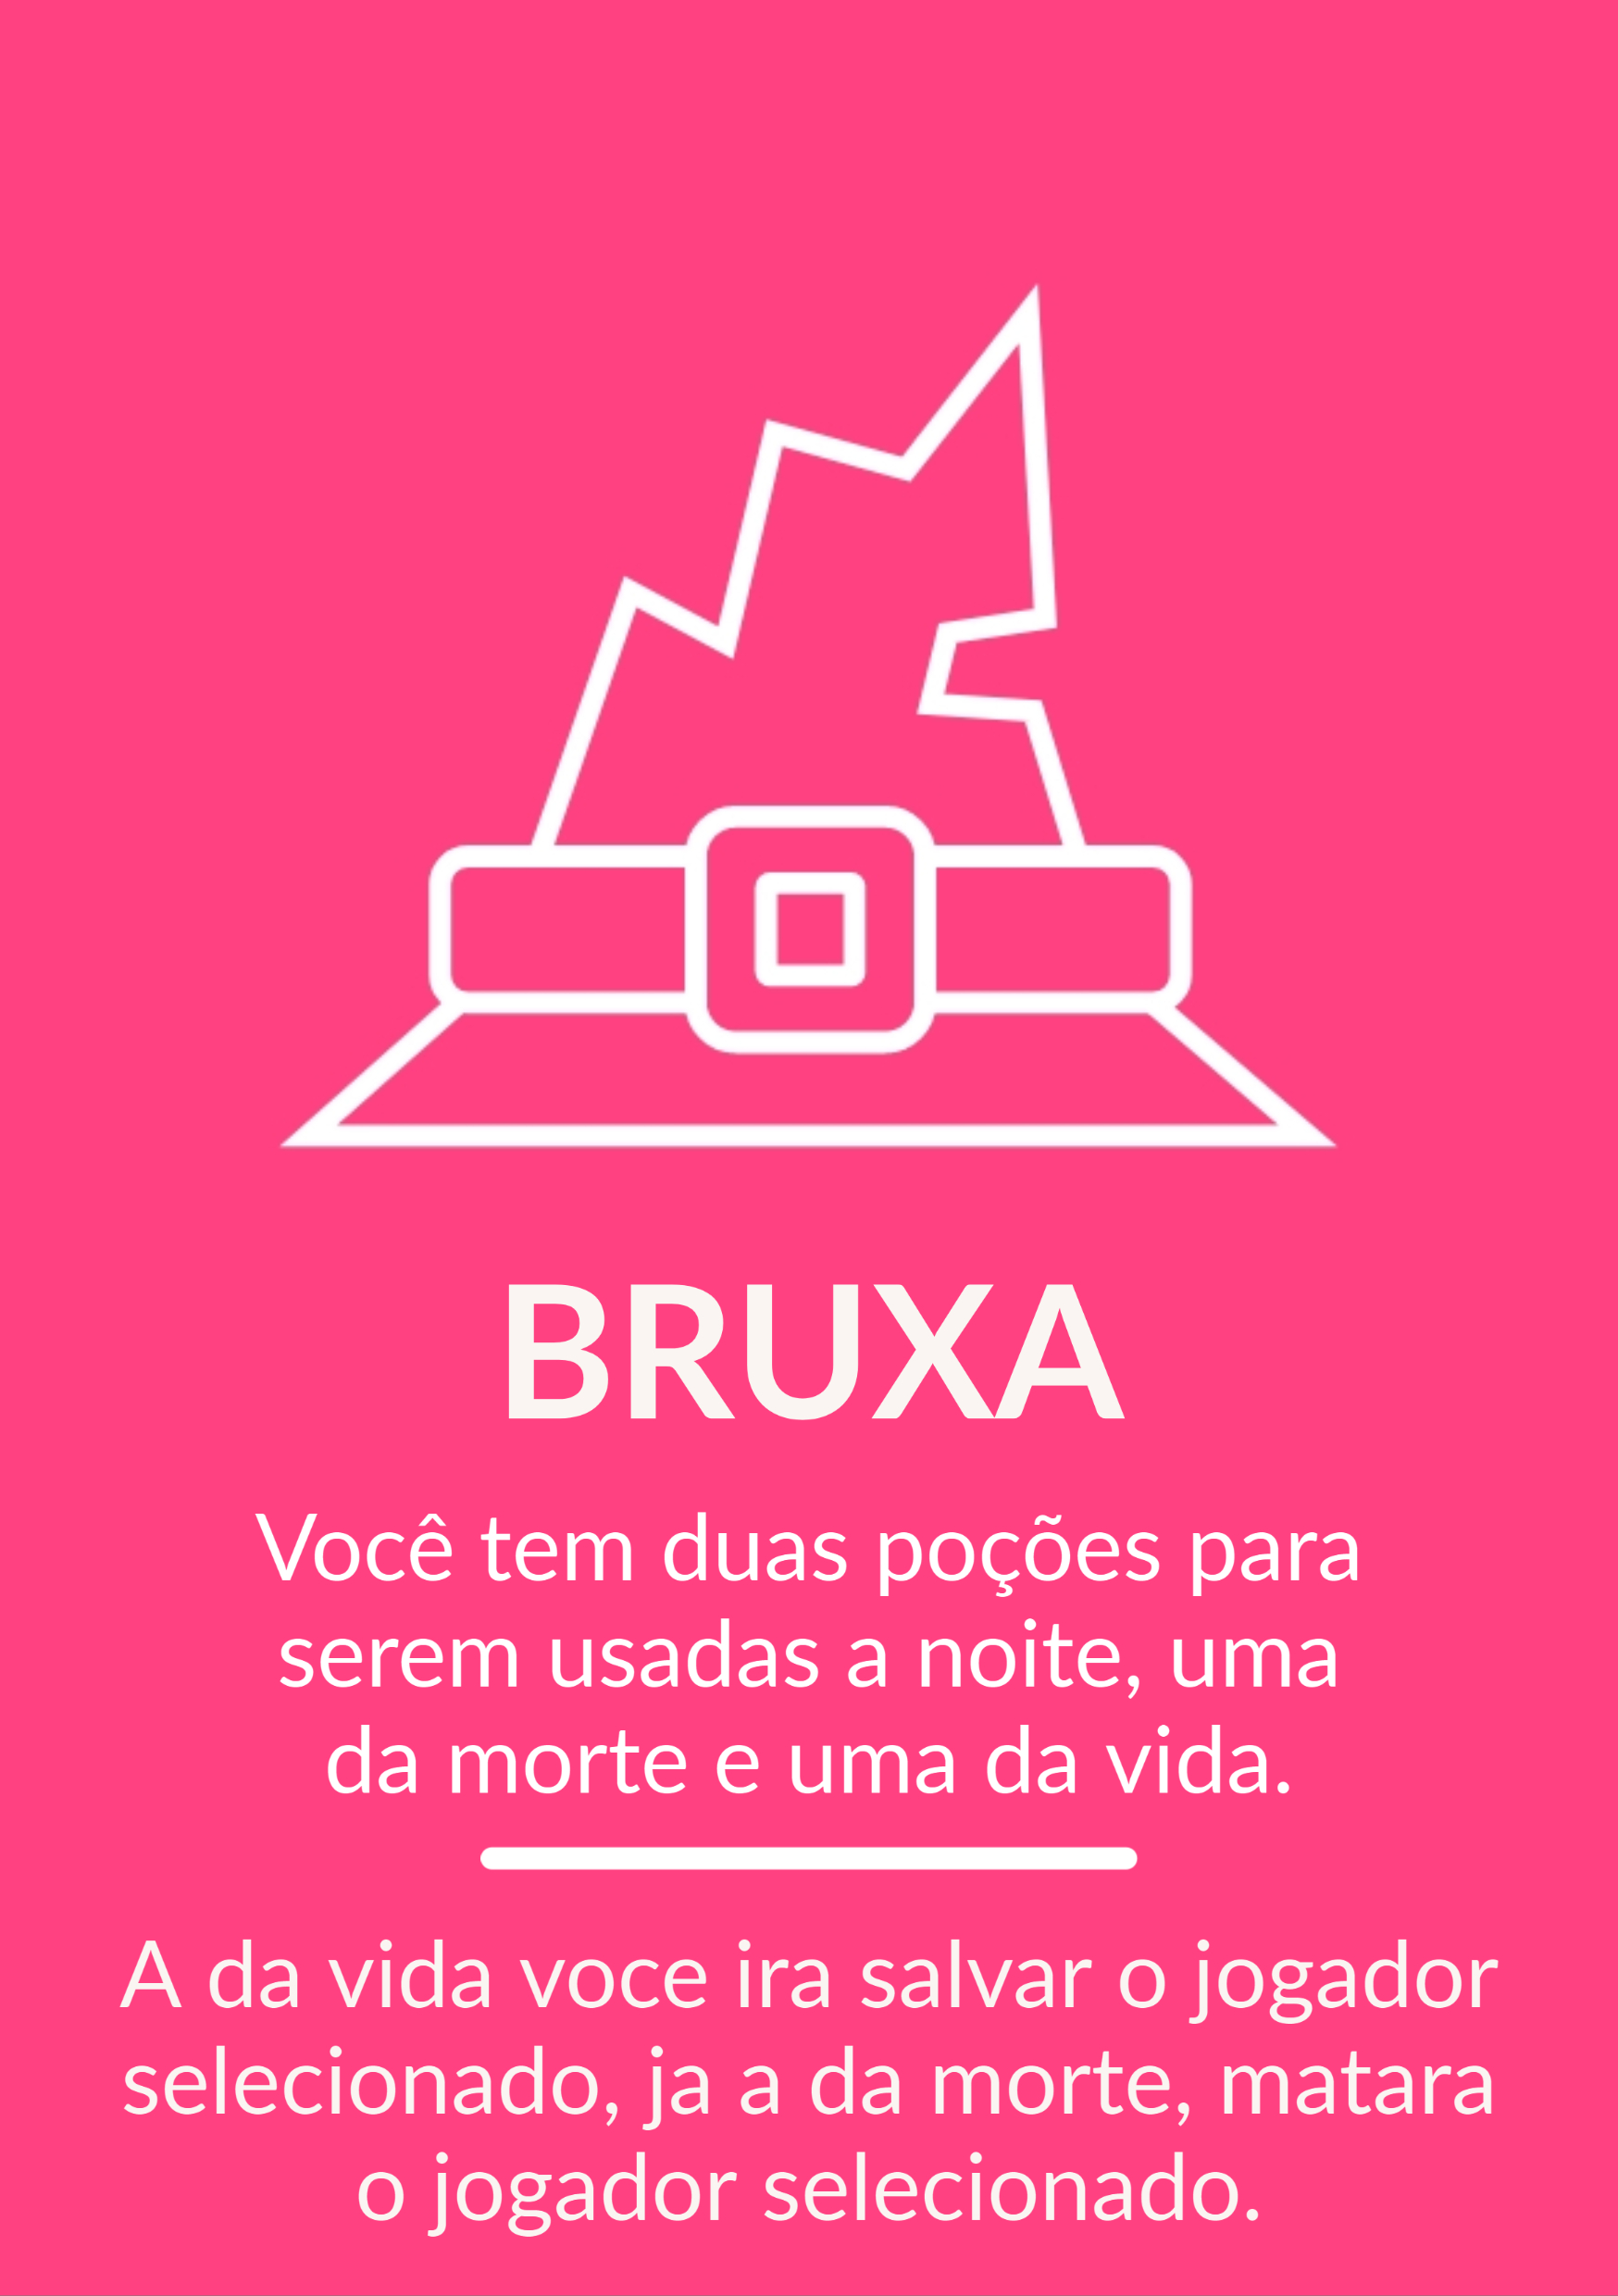 BRUXA
Você tem duas poções para
serem usadas a noite, uma
da morte e uma da vida.
A da vida voce ira salvar o jogador
selecionado, ja a da morte, matara
o jogador selecionado.